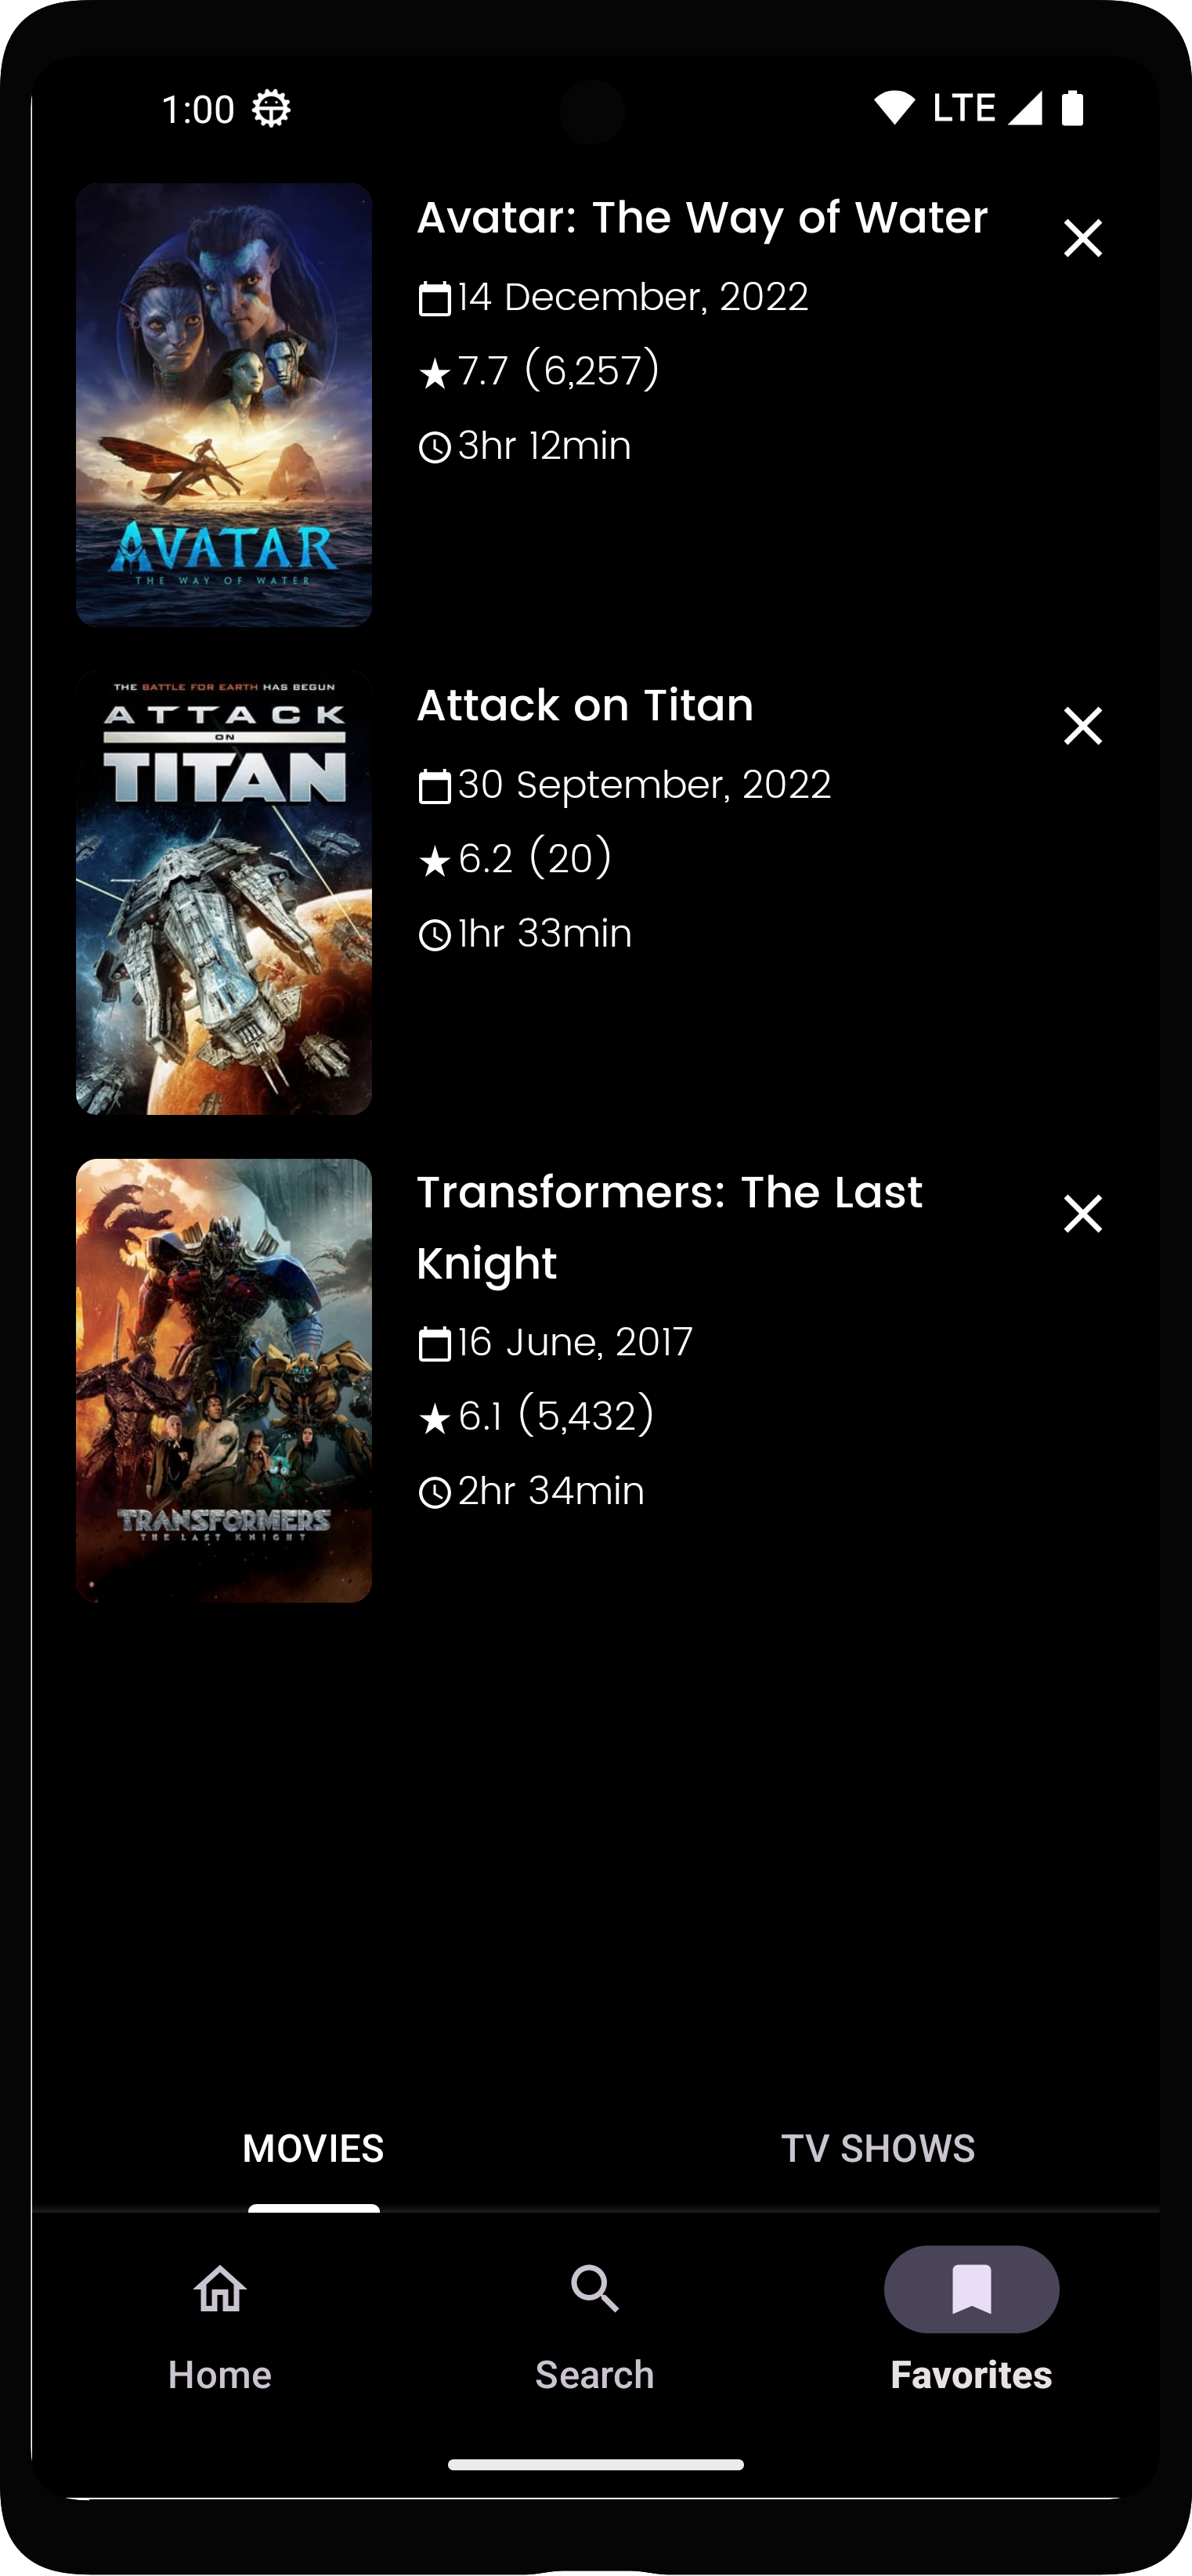 1:00 LTE
Avatar: The Way of Water
14 December, 2022
7.7 (6,257)
3hr 12min
AVATAR
THE WAY OF WATER
THE BATTLE FOR EARTH HAS BEGUN
ATTACK
ON
TITAN
Attack on Titan
30 September, 2022
6.2 (20)
1hr 33min
Transformers: The Last
Knight
16 June, 2017
6.1 (5,432)
2hr 34min
TRANSFORMERS
THE LAST KNIGHT
MOVIES TV SHOWS
Home Search Favorites